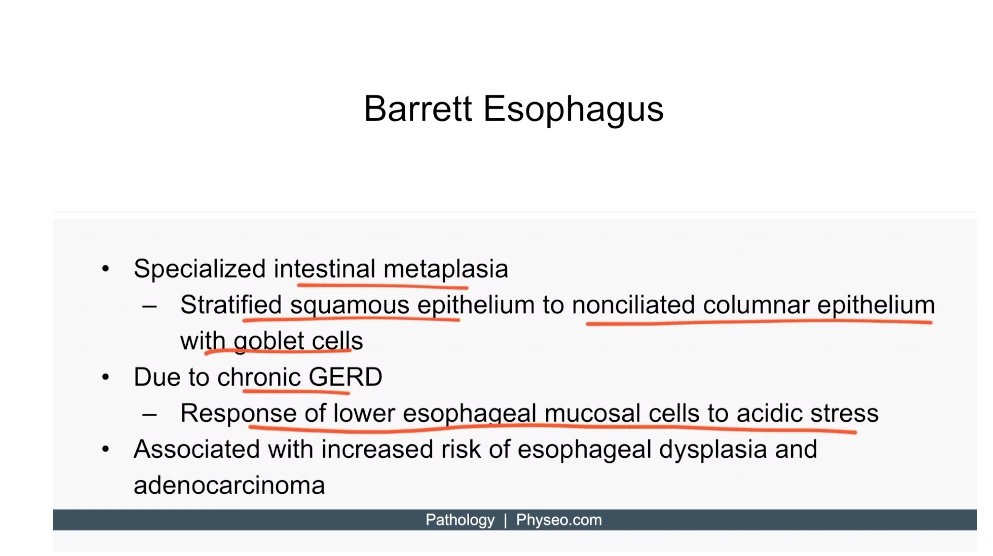 Barrett Esophagus
• Specialized intestinal metaplasia
– Stratified squamous epithelium to nonciliated columnar epithelium
with goblet cells
• Due to chronic GERD
– Response of lower esophageal mucosal cells to acidic stress
• Associated with increased risk of esophageal dysplasia and
adenocarcinoma
Pathology | Physeo.com